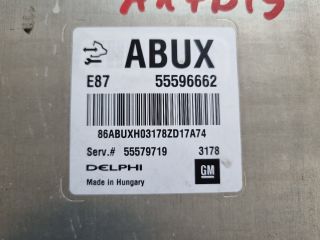 ABUX
E87 55596662
86ABUXH03178ZD17A74
Serv.# 55579719 3178
DELPHI
Made in Hungary GM